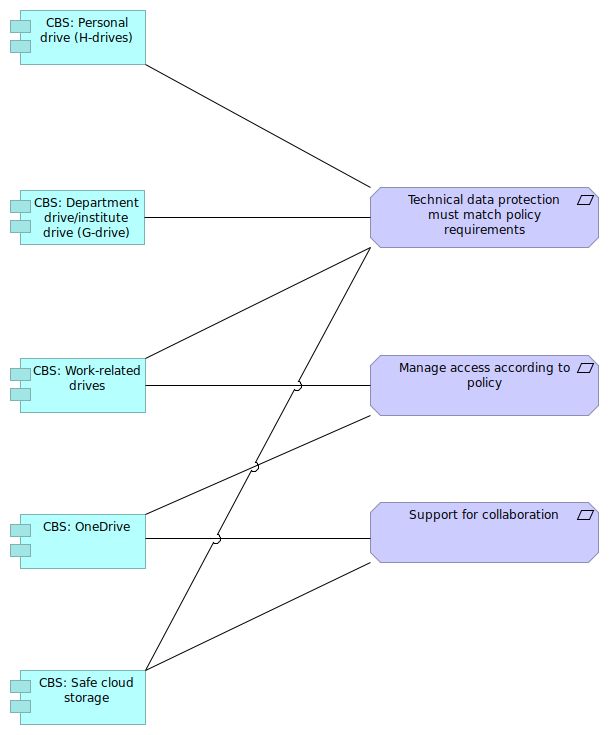 CBS: Personal
drive (H-drives)
Technical data protection
must match policy
requirements
CBS: Department
drive/institute
drive (G-drive)
CBS: Work-related
drives
Manage access according to
policy
CBS: OneDrive
Support for collaboration
CBS: Safe cloud
storage